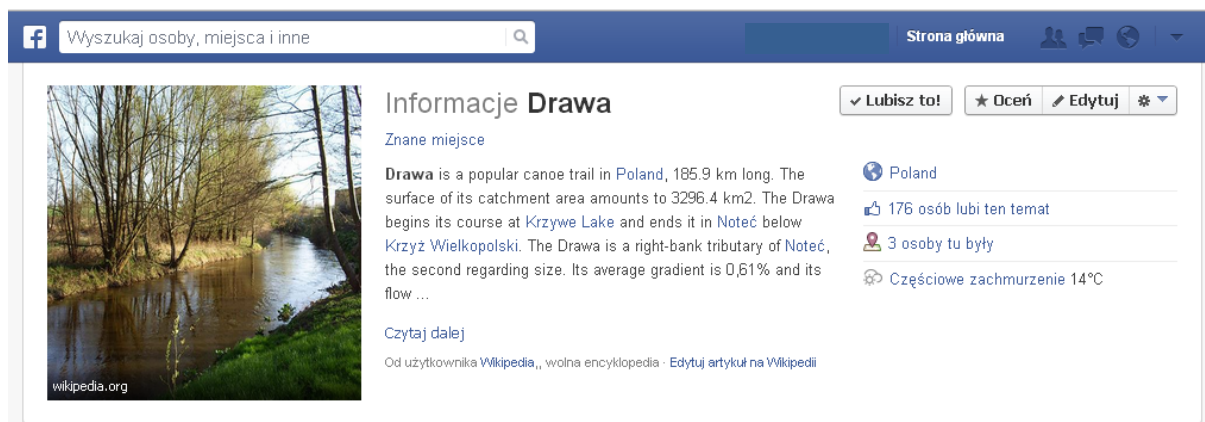 f
Wyszukaj osoby, miejsca i inne
Strona główna
Informacje Drawa
Lubisz to!
Oceń
Edytuj
Znane miejsce
Drawa is a popular canoe trail in Poland, 185.9 km long. The
surface of its catchment area amounts to 3296.4 km2. The Drawa
begins its course at Krzywe Lake and ends it in Noteć below
Krzyż Wielkopolski. The Drawa is a right-bank tributary of Noteć,
the second regarding size. Its average gradient is 0,61% and its
flow ...
Czytaj dalej
Od użytkownika Wikipedia,, wolna encyklopedia · Edytuj artykuł na Wikipedii
Poland
176 osób lubi ten temat
3 osoby tu były
Częściowe zachmurzenie 14°C
wikipedia.org